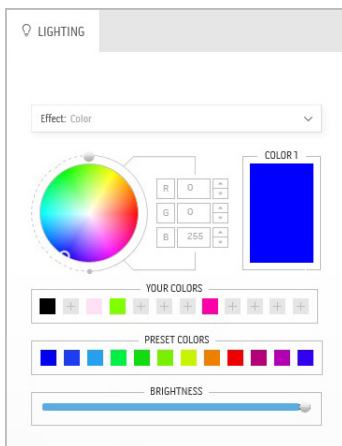 LIGHTING
Effect: Color
COLOR 1
R 0
G 0
B 255
YOUR COLORS
PRESET COLORS
BRIGHTNESS